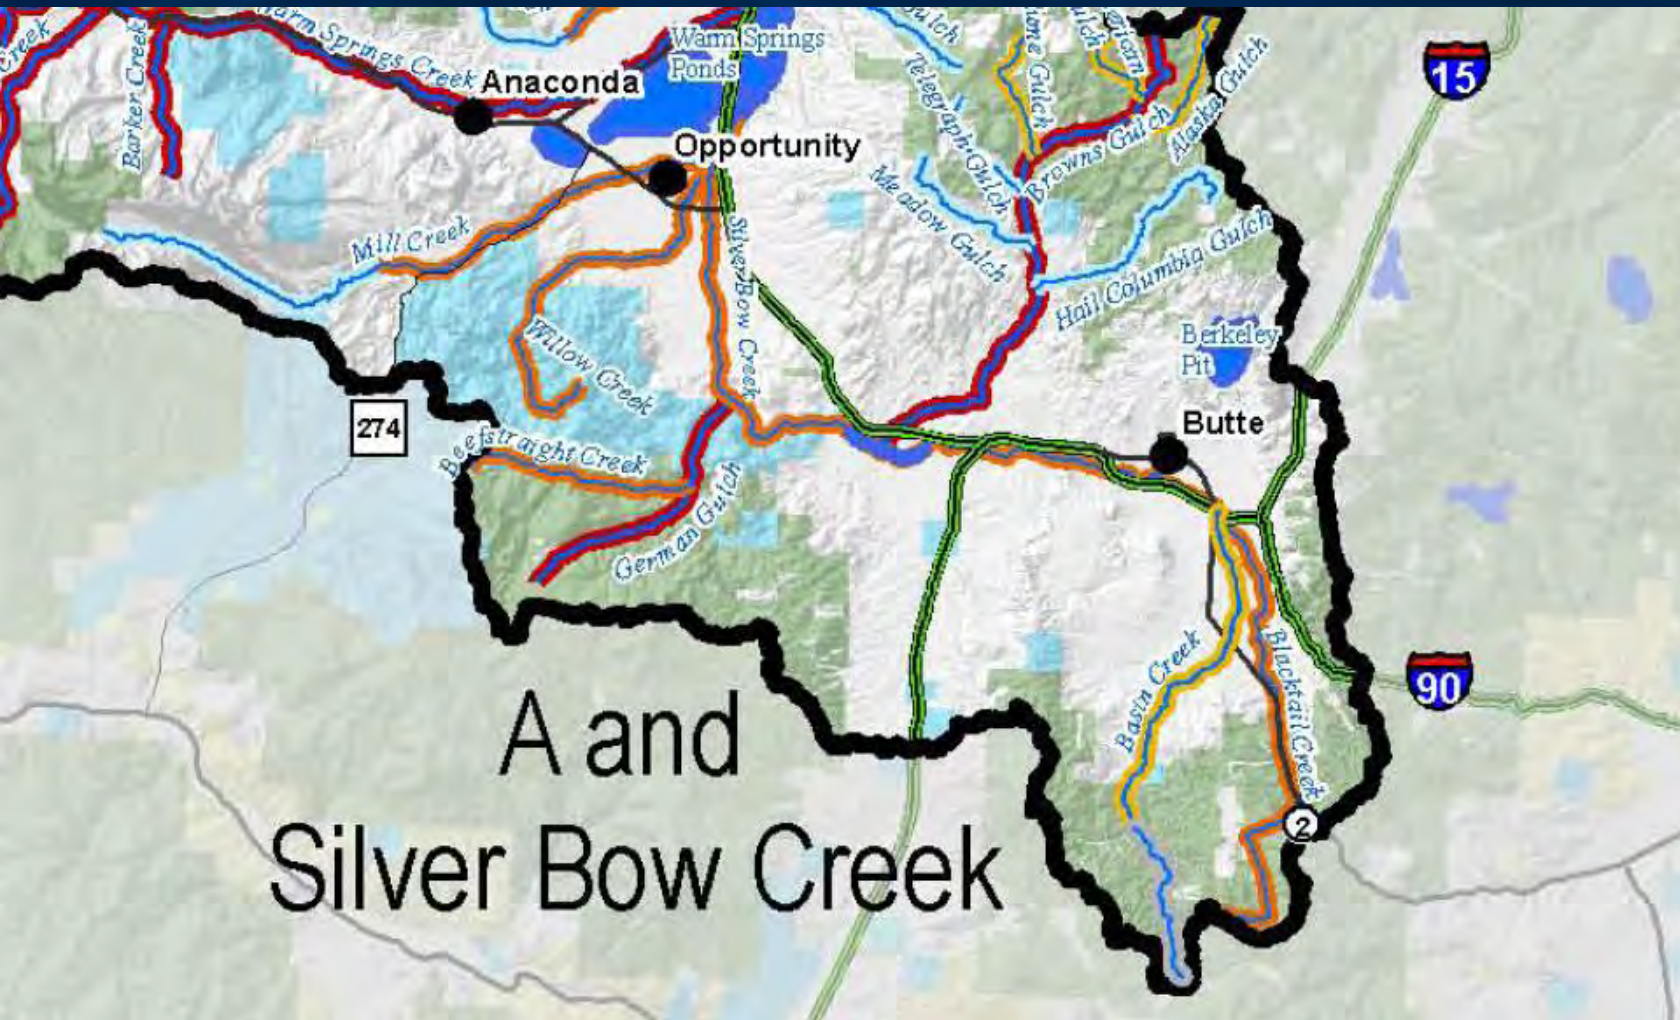 Creek
Barker Creek
Warm Springs Creek
Anaconda
Warm Springs
Ponds
Opportunity
Gulch
Telegraph Gulch
Meadow Gulch
Browns Gulch
Alaska Gulch
Hail Columbia Gulch
15
Mill Creek
Silver Bow Creek
Willow Creek
Berkeley
Pit
274
Butte
Beefstraight Creek
German Gulch
Basin Creek
Blacktail Creek
90
2
A and
Silver Bow Creek